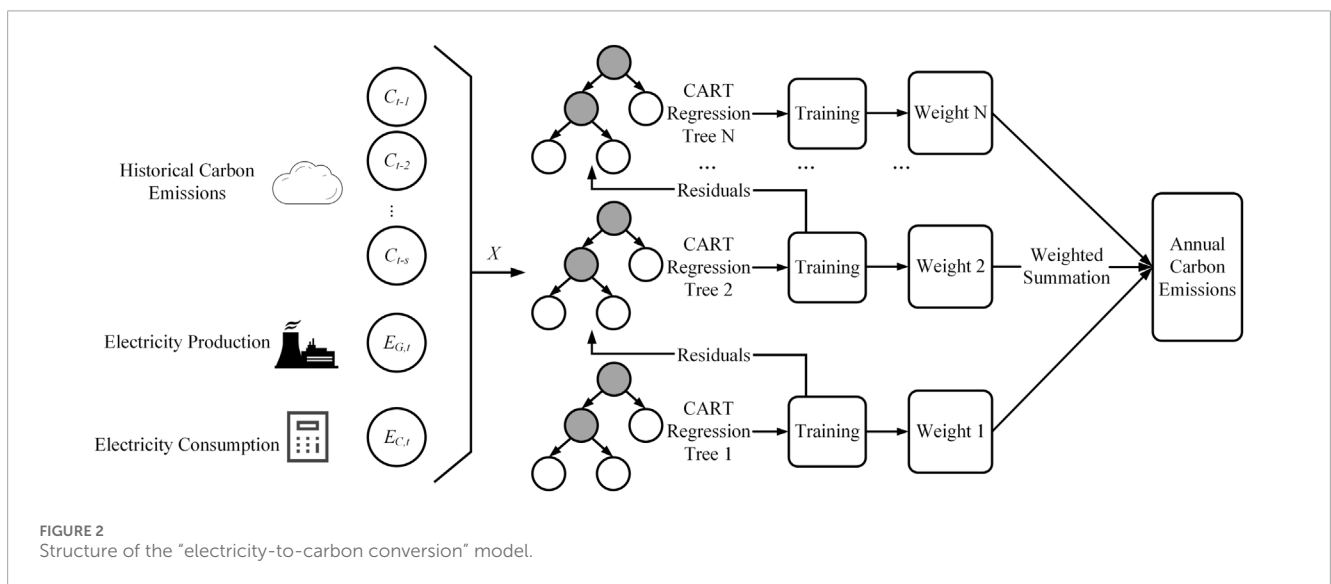 Historical Carbon
Emissions
Electricity Production
Electricity Consumption
C_{t-1}
C_{t-2}
⋮
C_{t-s}
E_{G,t}
E_{C,t}
X
CART
Regression
Tree N
Training
Weight N
... ... ...
Residuals
CART
Regression
Tree 2
Training
Weight 2
Weighted
Summation
Residuals
CART
Regression
Tree 1
Training
Weight 1
Annual
Carbon
Emissions
FIGURE 2
Structure of the “electricity-to-carbon conversion” model.